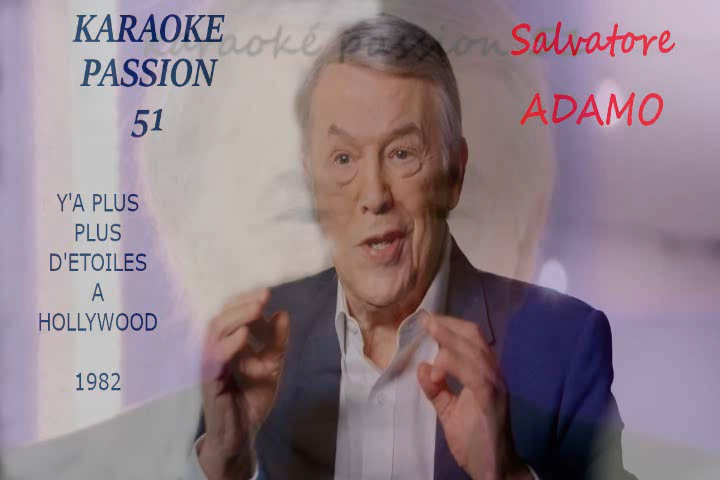 KARAOKE
PASSION
51
karaoké passion
Salvatore
ADAMO
Y'A PLUS
PLUS
D'ETOILES
A
HOLLYWOOD
1982